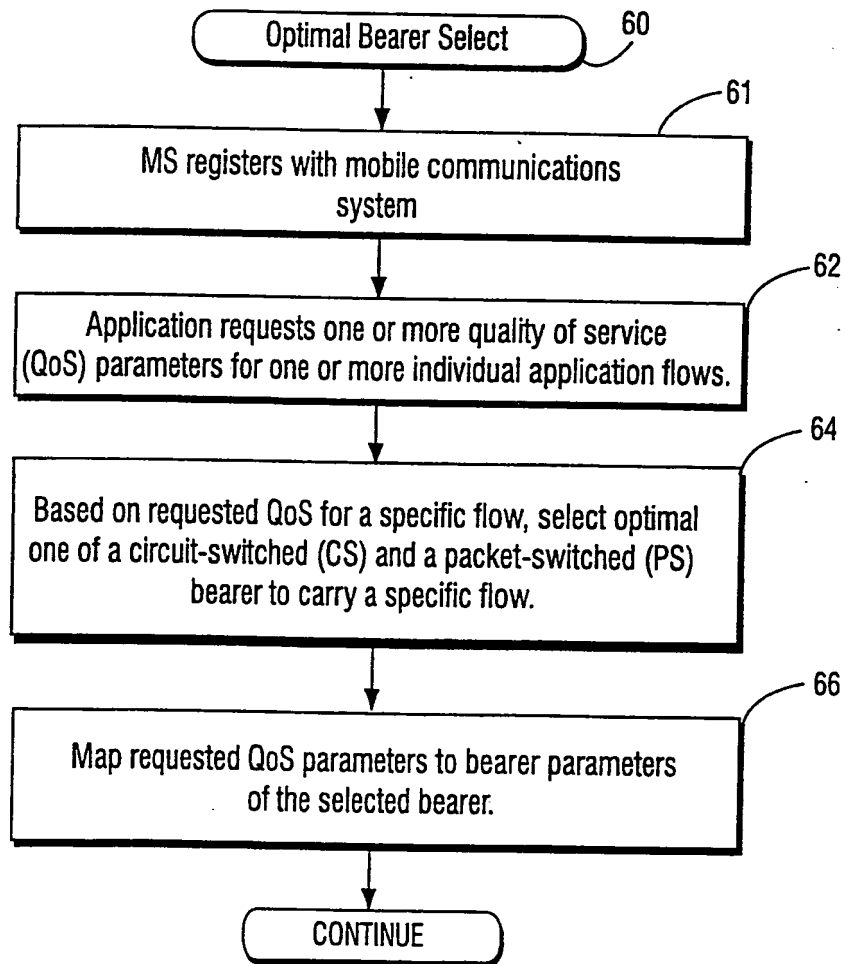 Optimal Bearer Select
60
61
MS registers with mobile communications
system
62
Application requests one or more quality of service
(QoS) parameters for one or more individual application flows.
64
Based on requested QoS for a specific flow, select optimal
one of a circuit-switched (CS) and a packet-switched (PS)
bearer to carry a specific flow.
66
Map requested QoS parameters to bearer parameters
of the selected bearer.
CONTINUE